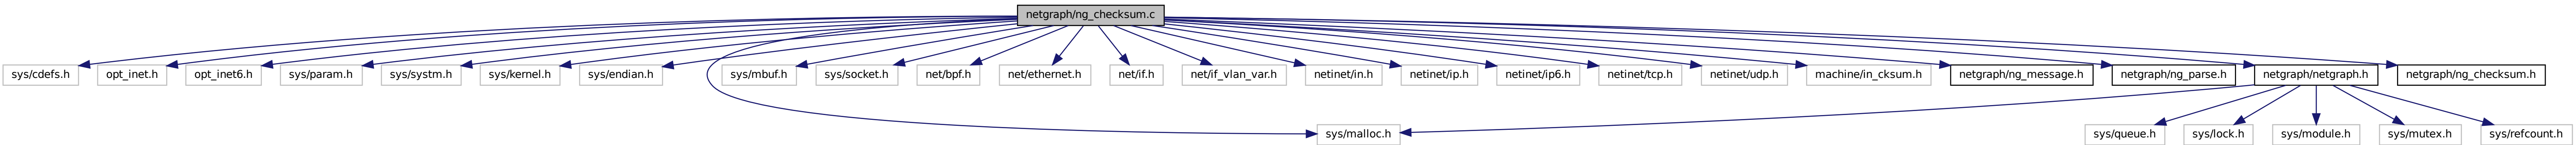 netgraph/ng_checksum.c
sys/cdefs.h
opt_inet.h
opt_inet6.h
sys/param.h
sys/systm.h
sys/kernel.h
sys/endian.h
sys/mbuf.h
sys/socket.h
net/bpf.h
net/ethernet.h
net/if.h
net/if_vlan_var.h
netinet/in.h
netinet/ip.h
netinet/ip6.h
netinet/tcp.h
netinet/udp.h
machine/in_cksum.h
netgraph/ng_message.h
netgraph/ng_parse.h
netgraph/netgraph.h
netgraph/ng_checksum.h
sys/malloc.h
sys/queue.h
sys/lock.h
sys/module.h
sys/mutex.h
sys/refcount.h